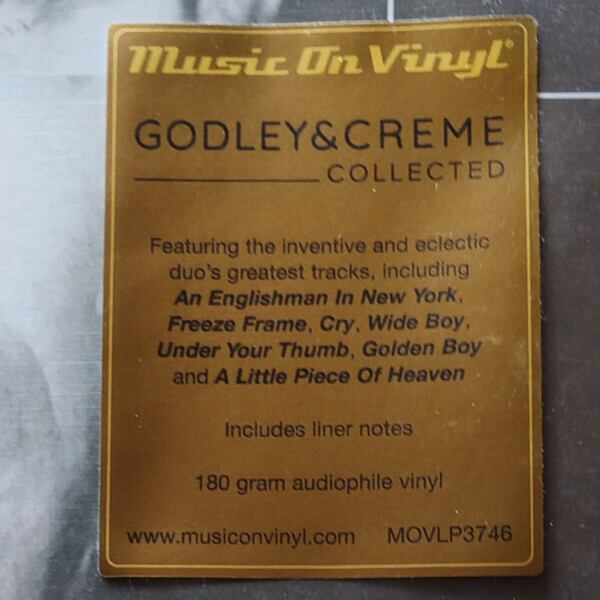 Music On Vinyl®
GODLEY&CREME
COLLECTED
Featuring the inventive and eclectic
duo's greatest tracks, including
An Englishman In New York,
Freeze Frame, Cry, Wide Boy,
Under Your Thumb, Golden Boy
and A Little Piece Of Heaven
Includes liner notes
180 gram audiophile vinyl
www.musiconvinyl.com MOVLP3746